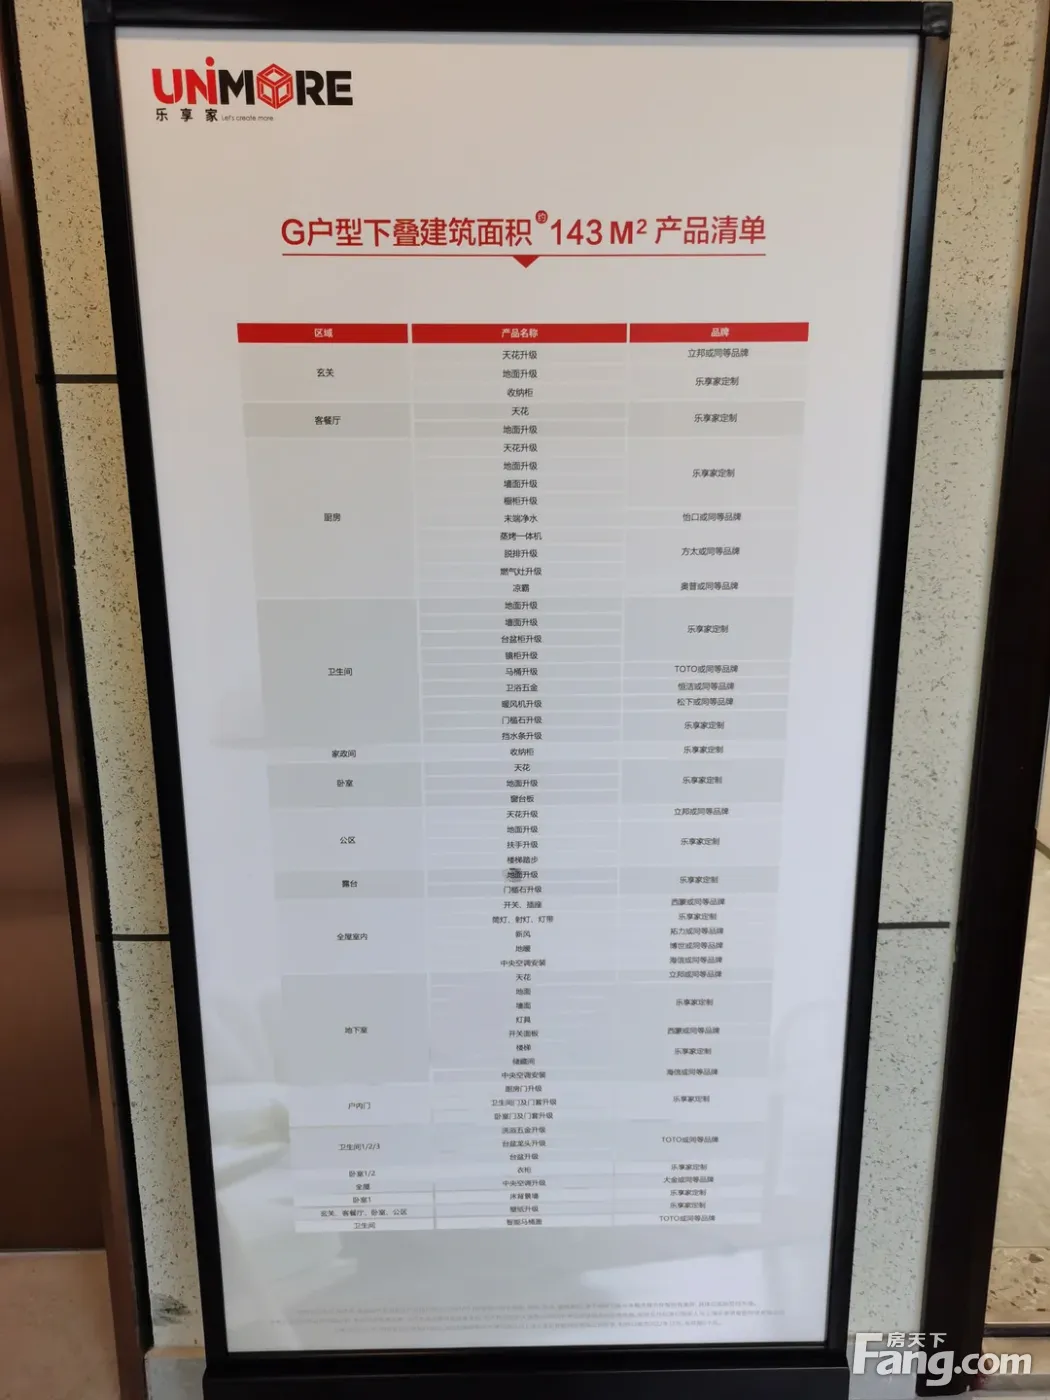 UNiMORE
乐享家 Let's create more.
G户型下叠建筑面积约143M² 产品清单
区域 产品名称 品牌
玄关 天花升级 立邦或同等品牌
地面升级 乐享家定制
收纳柜
客餐厅 天花 乐享家定制
地面升级
厨房 天花升级 乐享家定制
地面升级
墙面升级
橱柜升级
末端净水 怡口或同等品牌
蒸烤一体机 方太或同等品牌
脱排升级
燃气灶升级
凉霸 奥普或同等品牌
卫生间 地面升级 乐享家定制
墙面升级
台盆柜升级
镜柜升级
马桶升级 TOTO或同等品牌
卫浴五金 恒洁或同等品牌
暖风机升级 松下或同等品牌
门槛石升级 乐享家定制
挡水条升级
家政间 收纳柜 乐享家定制
卧室 天花 乐享家定制
地面升级
窗台板
公区 天花升级 立邦或同等品牌
地面升级 乐享家定制
扶手升级
楼梯踏步
露台 地面升级 乐享家定制
门槛石升级
全屋室内 开关、插座 西蒙或同等品牌
筒灯、射灯、灯带 乐享家定制
新风 拓力或同等品牌
地暖 博世或同等品牌
中央空调安装 海信或同等品牌
地下室 天花 立邦或同等品牌
地面 乐享家定制
墙面
灯具
开关面板 西蒙或同等品牌
楼梯 乐享家定制
储藏间
中央空调安装 海信或同等品牌
户内门 厨房门升级 乐享家定制
卫生间门及门套升级
卧室门及门套升级
卫生间1/2/3 淋浴五金升级 TOTO或同等品牌
台盆龙头升级
台盆升级
卧室1/2 衣柜 乐享家定制
全屋 中央空调升级 大金或同等品牌
卧室1 床背景墙 乐享家定制
玄关、客餐厅、卧室、公区 壁纸升级 乐享家定制
卫生间 智能马桶盖 TOTO或同等品牌
房天下
Fang.com